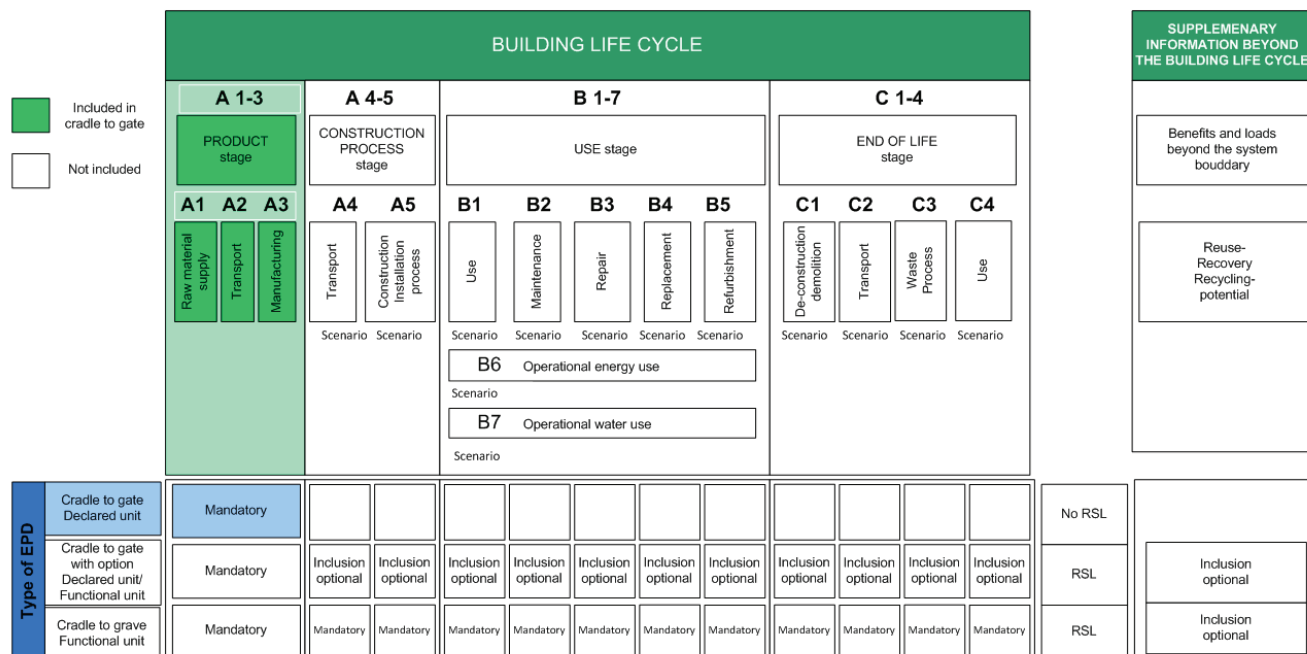 BUILDING LIFE CYCLE
SUPPLEMENARY
INFORMATION BEYOND
THE BUILDING LIFE CYCLE
Included in
cradle to gate
Not included
A 1-3
A 4-5
B 1-7
C 1-4
PRODUCT
stage
CONSTRUCTION
PROCESS
stage
USE stage
END OF LIFE
stage
Benefits and loads
beyond the system
bouddary
A1 A2 A3
A4 A5
B1 B2 B3 B4 B5
C1 C2 C3 C4
Raw material
supply
Transport
Manufacturing
Transport
Construction
Installation
process
Use
Maintenance
Repair
Replacement
Refurbishment
De-construction
demolition
Transport
Waste
Process
Use
Reuse-
Recovery
Recycling-
potential
Scenario Scenario Scenario Scenario Scenario Scenario Scenario Scenario Scenario Scenario Scenario
B6 Operational energy use
Scenario
B7 Operational water use
Scenario
Type of EPD
Cradle to gate
Declared unit
Mandatory
No RSL
Cradle to gate
with option
Declared unit/
Functional unit
Mandatory
Inclusion
optional
Inclusion
optional
Inclusion
optional
Inclusion
optional
Inclusion
optional
Inclusion
optional
Inclusion
optional
Inclusion
optional
Inclusion
optional
Inclusion
optional
Inclusion
optional
RSL
Inclusion
optional
Cradle to grave
Functional unit
Mandatory
Mandatory Mandatory Mandatory Mandatory Mandatory Mandatory Mandatory Mandatory Mandatory Mandatory Mandatory
RSL
Inclusion
optional